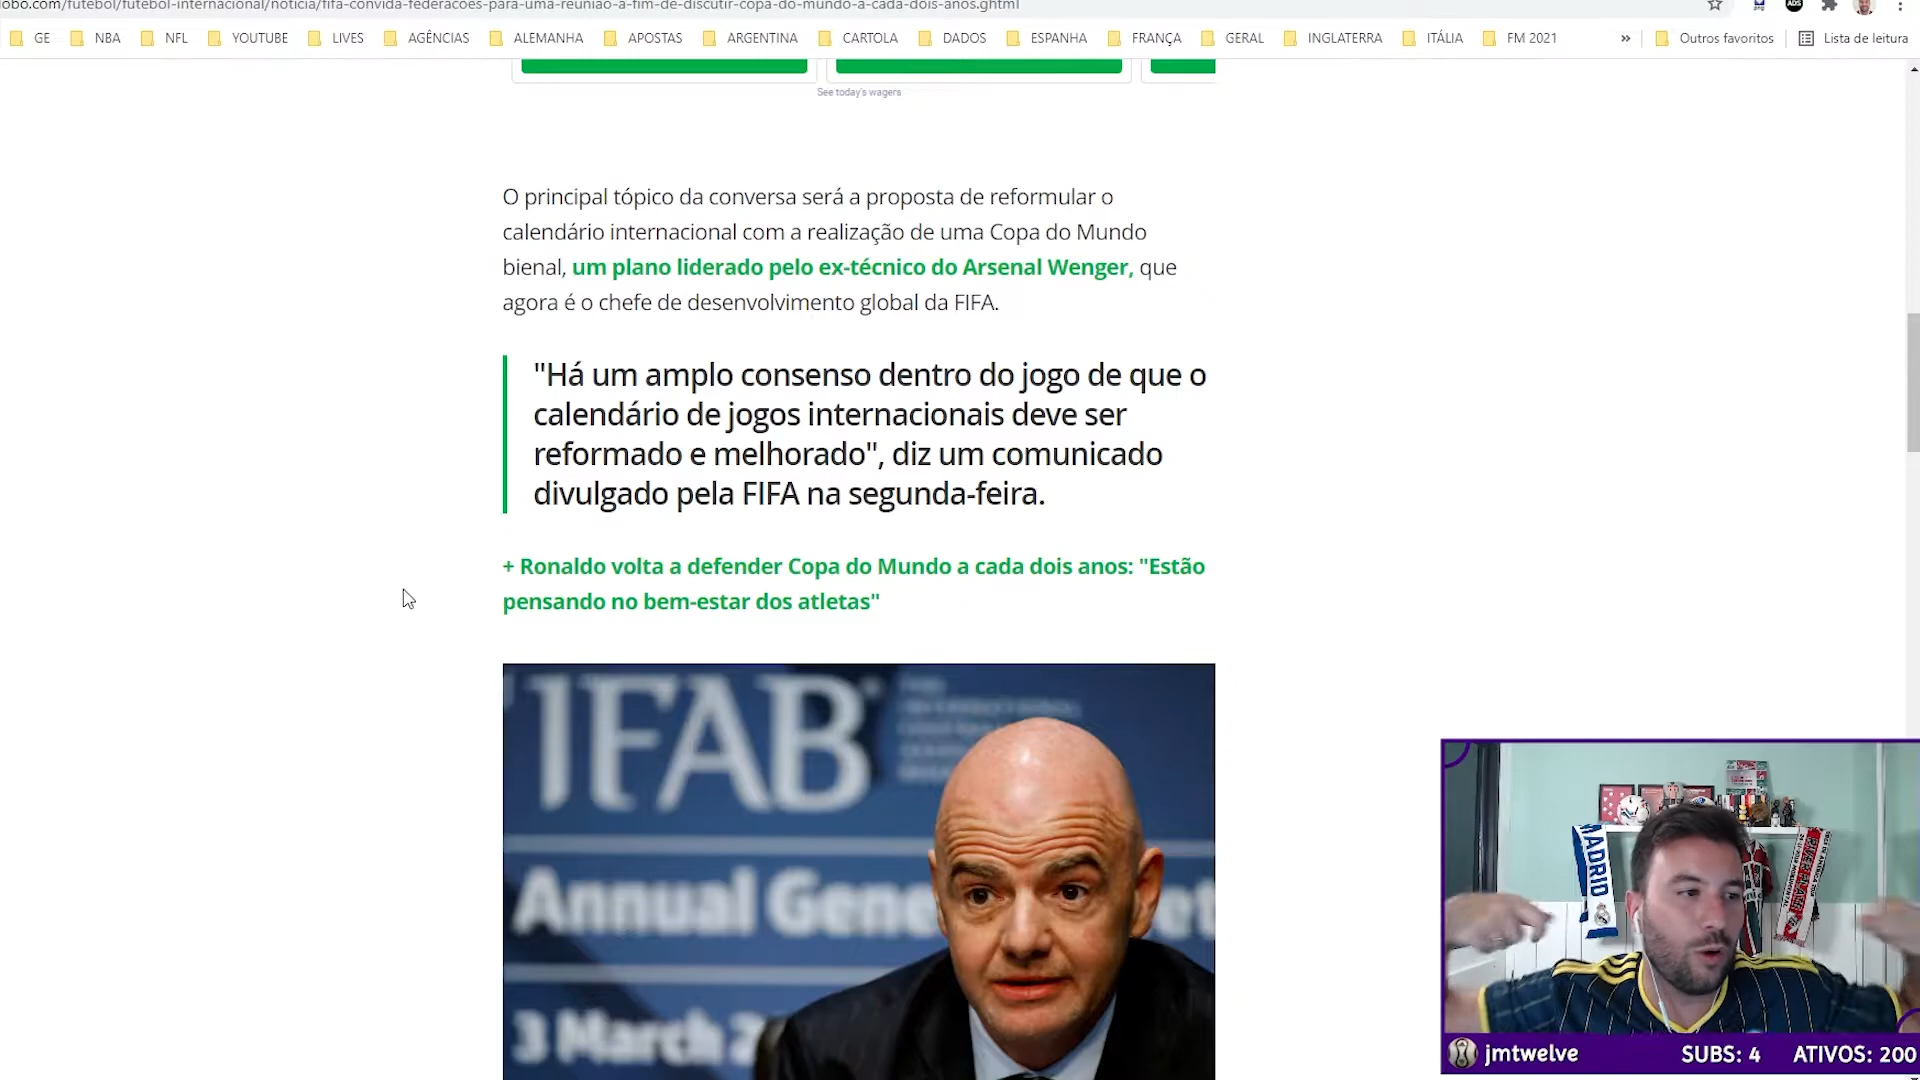 lobo.com/futebol/futebol-internacional/noticia/fifa-convida-federacoes-para-uma-reuniao-a-fim-de-discutir-copa-do-mundo-a-cada-dois-anos.ghtml
GE NBA NFL YOUTUBE LIVES AGÊNCIAS ALEMANHA APOSTAS ARGENTINA CARTOLA DADOS ESPANHA FRANÇA GERAL INGLATERRA ITÁLIA FM 2021 » Outros favoritos Lista de leitura
See today's wagers
O principal tópico da conversa será a proposta de reformular o
calendário internacional com a realização de uma Copa do Mundo
bienal, um plano liderado pelo ex-técnico do Arsenal Wenger, que
agora é o chefe de desenvolvimento global da FIFA.
"Há um amplo consenso dentro do jogo de que o
calendário de jogos internacionais deve ser
reformado e melhorado", diz um comunicado
divulgado pela FIFA na segunda-feira.
+ Ronaldo volta a defender Copa do Mundo a cada dois anos: "Estão
pensando no bem-estar dos atletas"
IFAB
Annual Gene
3 March 2
MADRID
RIVER PLATE
jmtwelve SUBS: 4 ATIVOS: 200